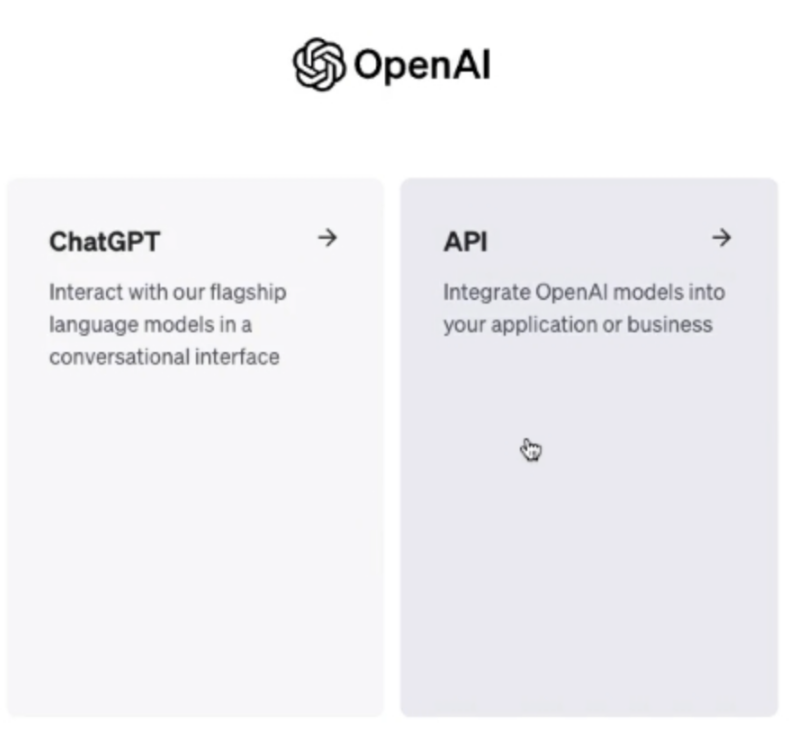 OpenAI
ChatGPT →
Interact with our flagship
language models in a
conversational interface
API →
Integrate OpenAI models into
your application or business